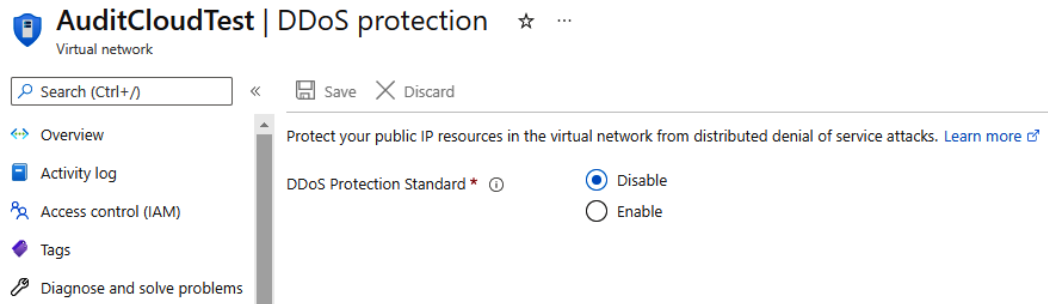 AuditCloudTest | DDoS protection
Virtual network
Search (Ctrl+/)
Save
Discard
Overview
Activity log
Access control (IAM)
Tags
Diagnose and solve problems
Protect your public IP resources in the virtual network from distributed denial of service attacks. Learn more
DDoS Protection Standard *
Disable
Enable